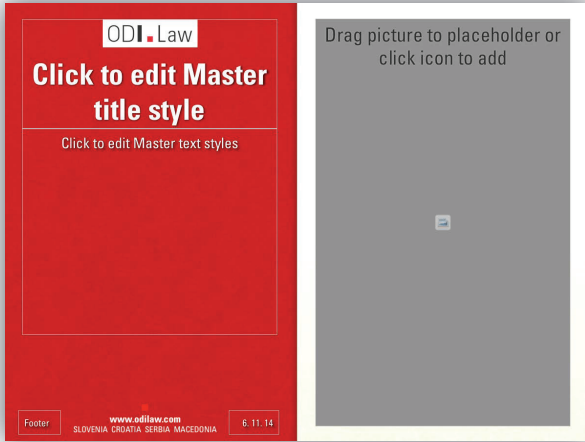 ODI Law
Click to edit Master
title style
Click to edit Master text styles
Footer
www.odilaw.com
SLOVENIA CROATIA SERBIA MACEDONIA
6. 11. 14
Drag picture to placeholder or
click icon to add